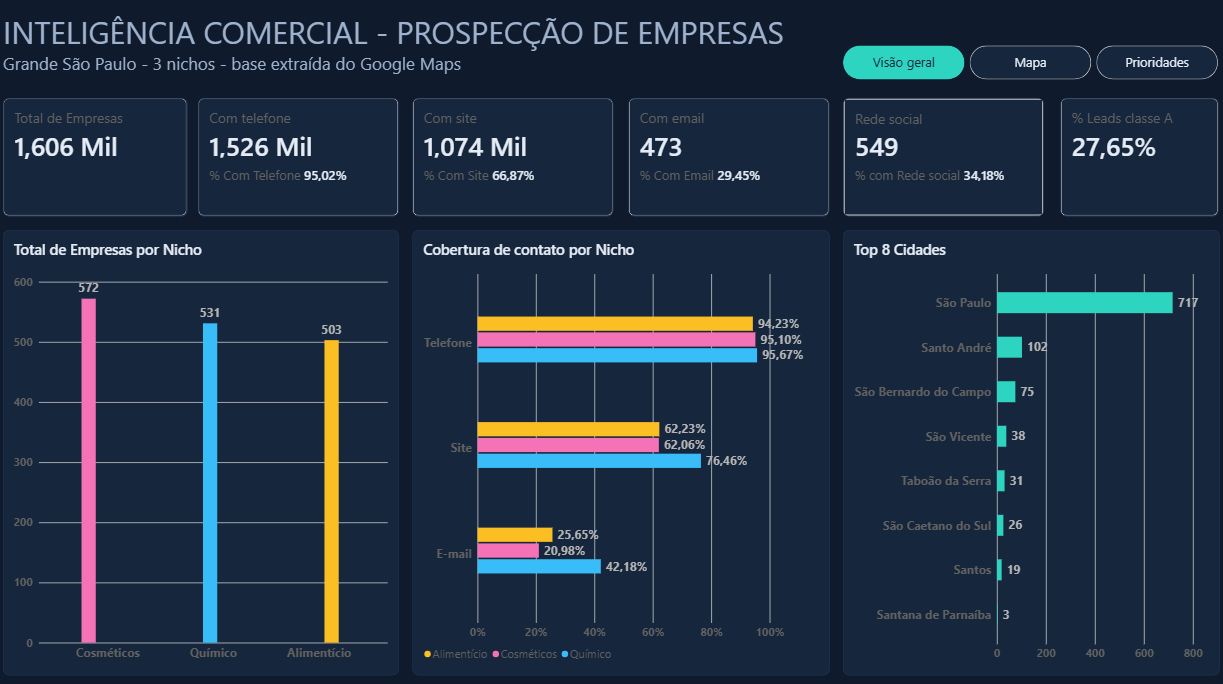 INTELIGÊNCIA COMERCIAL - PROSPECÇÃO DE EMPRESAS
Grande São Paulo - 3 nichos - base extraída do Google Maps
Visão geral
Mapa
Prioridades
Total de Empresas
1,606 Mil
Com telefone
1,526 Mil
% Com Telefone 95,02%
Com site
1,074 Mil
% Com Site 66,87%
Com email
473
% Com Email 29,45%
Rede social
549
% com Rede social 34,18%
% Leads classe A
27,65%
Total de Empresas por Nicho
600
500
400
300
200
100
0
572
531
503
Cosméticos
Químico
Alimentício
Cobertura de contato por Nicho
Telefone
94,23%
95,10%
95,67%
Site
62,23%
62,06%
76,46%
E-mail
25,65%
20,98%
42,18%
0%
20%
40%
60%
80%
100%
Alimentício
Cosméticos
Químico
Top 8 Cidades
São Paulo 717
Santo André 102
São Bernardo do Campo 75
São Vicente 38
Taboão da Serra 31
São Caetano do Sul 26
Santos 19
Santana de Parnaíba 3
0
200
400
600
800